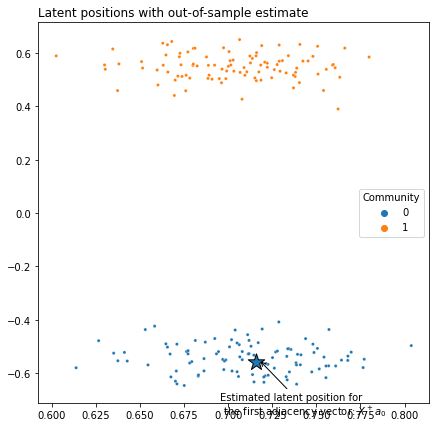 Latent positions with out-of-sample estimate
0.6
0.4
0.2
0.0
−0.2
−0.4
−0.6
Community
0
1
Estimated latent position for
the first adjacency vector: X̂⁺a₀
0.600 0.625 0.650 0.675 0.700 0.725 0.750 0.775 0.800